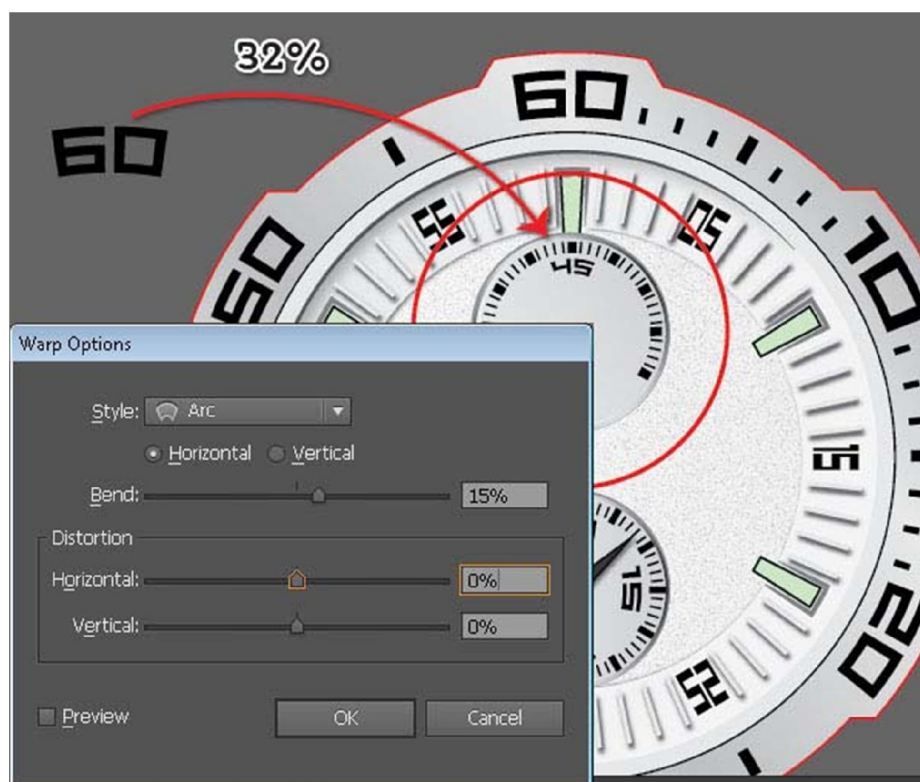 32%
60
60
50
55
05
10
45
Warp Options
Style: Arc
Horizontal Vertical
Bend: 15%
Distortion
Horizontal: 0%
Vertical: 0%
Preview OK Cancel
15
15
20
25